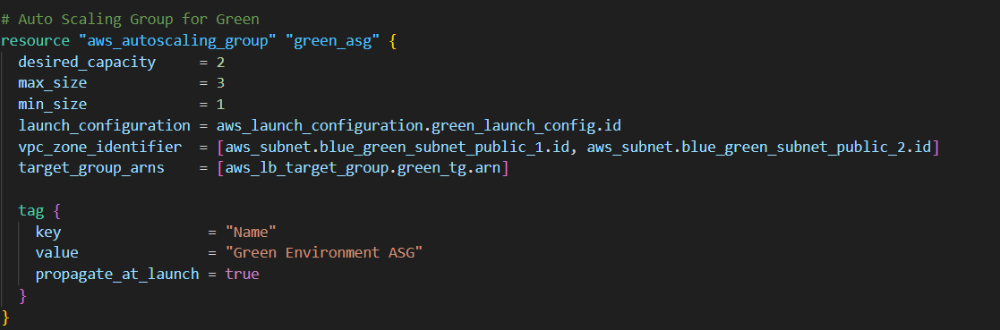 # Auto Scaling Group for Green
resource "aws_autoscaling_group" "green_asg" {
  desired_capacity     = 2
  max_size             = 3
  min_size             = 1
  launch_configuration = aws_launch_configuration.green_launch_config.id
  vpc_zone_identifier  = [aws_subnet.blue_green_subnet_public_1.id, aws_subnet.blue_green_subnet_public_2.id]
  target_group_arns    = [aws_lb_target_group.green_tg.arn]

  tag {
    key                 = "Name"
    value               = "Green Environment ASG"
    propagate_at_launch = true
  }
}